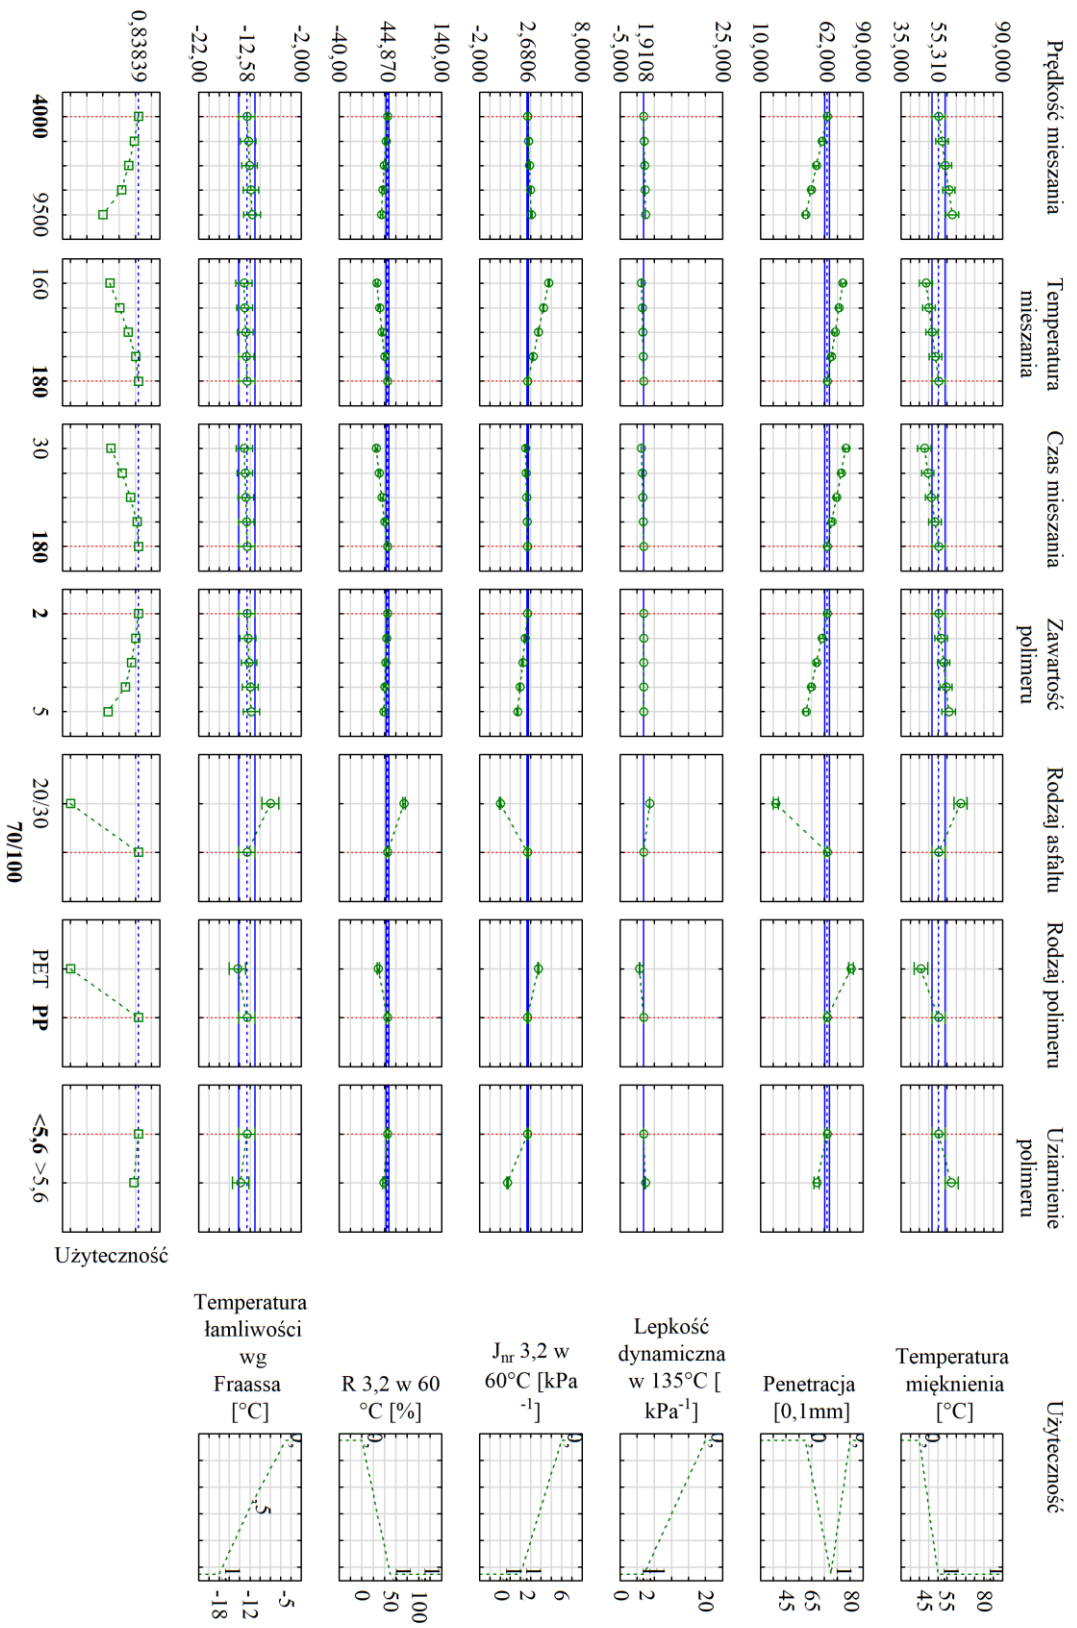 Prędkość mieszania
Temperatura
mieszania
Czas mieszania
Zawartość
polimeru
Rodzaj asfaltu
Rodzaj polimeru
Uziarnienie
polimeru
Użyteczność
90,000
55,310
35,000
Temperatura
mięknienia
[°C]
45
55
80
90,000
62,000
10,000
Penetracja
[0,1mm]
45
65
80
25,000
1,9108
-5,000
Lepkość
dynamiczna
w 135°C [
kPa-1]
0
2
20
8,0000
2,6806
-2,000
Jnr 3,2 w
60°C [kPa
-1]
0
2
6
140,00
44,870
-40,00
R 3,2 w 60
°C [%]
0
50
100
-2,000
-12,58
-22,00
Temperatura
łamliwości
wg
Fraassa
[°C]
,5
1
-18
-12
-5
0,83839
4000
9500
160
180
30
180
2
5
20/30
70/100
PET
PP
<5,6
>5,6
Użyteczność